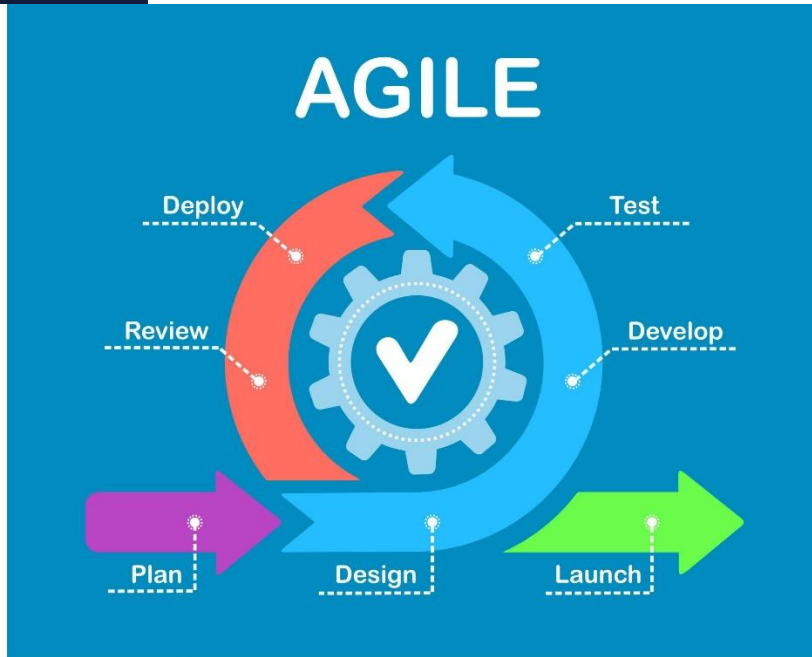 AGILE
Deploy
Test
Review
Develop
Plan
Design
Launch